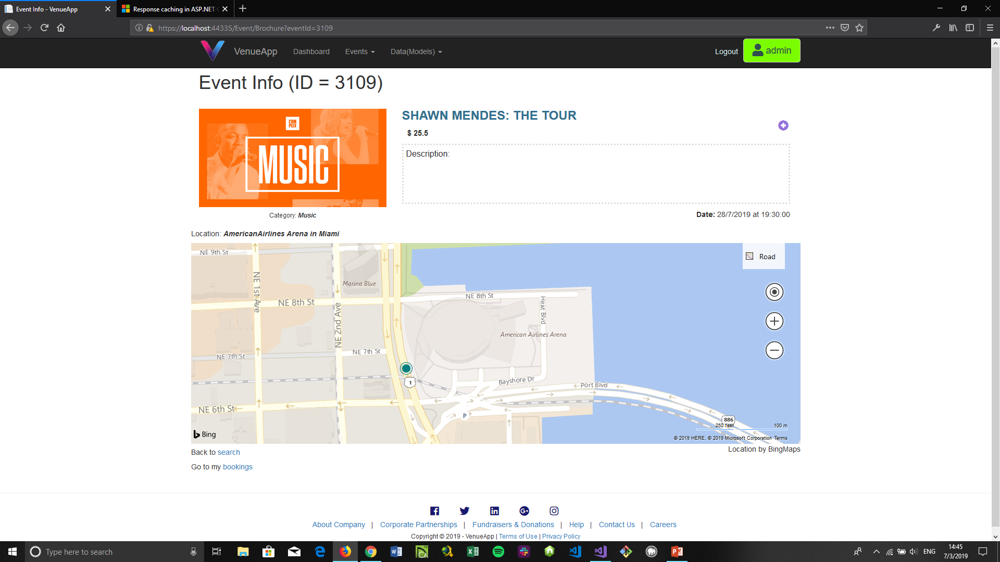 Event Info - VenueApp
Response caching in ASP.NET
https://localhost:44335/Event/Brochure?eventId=3109
VenueApp
Dashboard
Events
Data(Models)
Logout
admin
Event Info (ID = 3109)
COM
PLEX
MUSIC
Category: Music
SHAWN MENDES: THE TOUR
$ 25.5
Description:
Date: 28/7/2019 at 19:30:00
Location: AmericanAirlines Arena in Miami
NE 9th St
Road
NE 1st Ave
Marina Blue
NE 8th St
NE 8th St
Heat Blvd
NE 2nd Ave
American Airlines Arena
NE 7th St
NE 7th St
1
Bayshore Dr
Port Blvd
NE 6th St
P
886
250 feet
100 m
Bing
© 2019 HERE, © 2019 Microsoft Corporation Terms
Back to search
Location by BingMaps
Go to my bookings
About Company | Corporate Partnerships | Fundraisers & Donations | Help | Contact Us | Careers
Copyright © 2019 - VenueApp | Terms of Use | Privacy Policy
Type here to search
ENG
14:45
7/3/2019